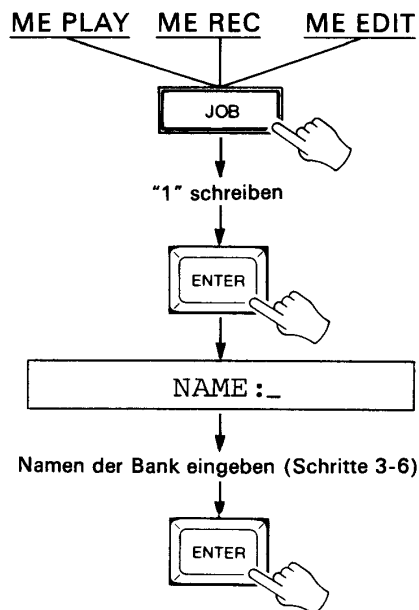 ME PLAY ME REC ME EDIT
JOB
"1" schreiben
ENTER
NAME:_
Namen der Bank eingeben (Schritte 3-6)
ENTER